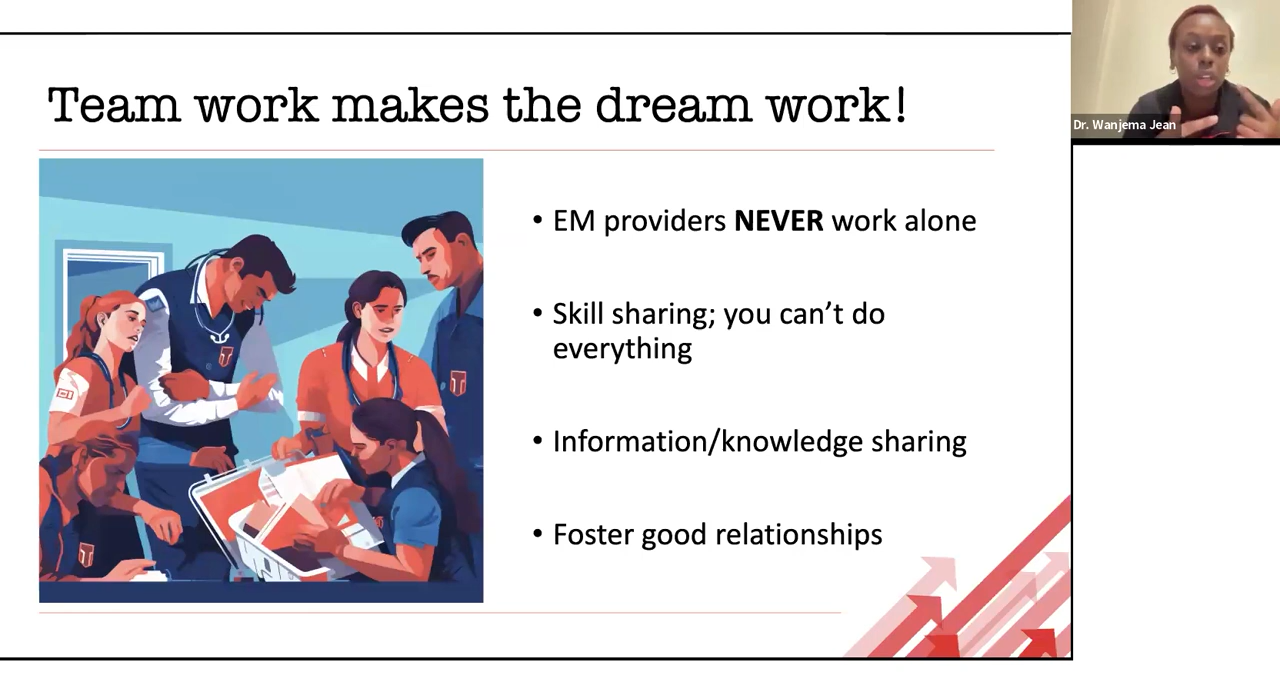 Team work makes the dream work!
• EM providers NEVER work alone
• Skill sharing; you can’t do
everything
• Information/knowledge sharing
• Foster good relationships
Dr. Wanjema Jean